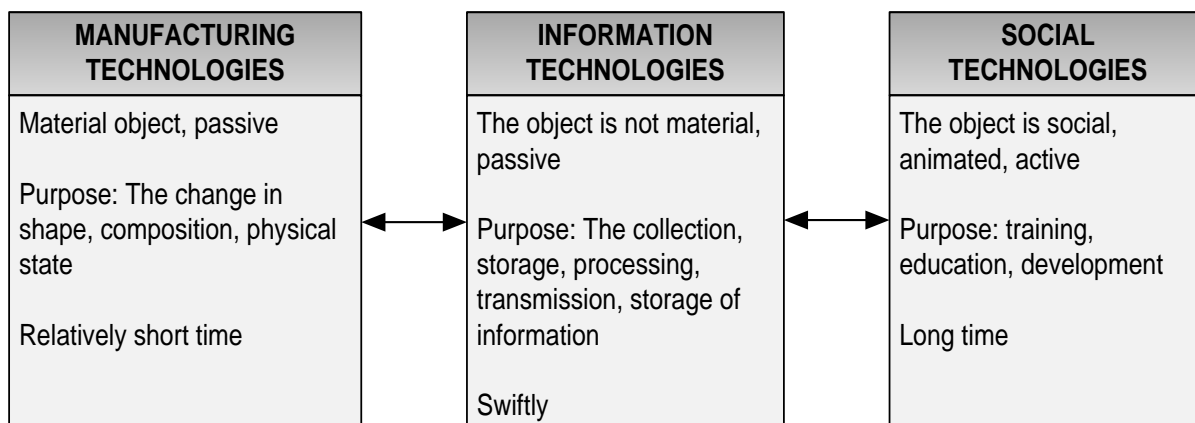 MANUFACTURING
TECHNOLOGIES
Material object, passive
Purpose: The change in
shape, composition, physical
state
Relatively short time
INFORMATION
TECHNOLOGIES
The object is not material,
passive
Purpose: The collection,
storage, processing,
transmission, storage of
information
Swiftly
SOCIAL
TECHNOLOGIES
The object is social,
animated, active
Purpose: training,
education, development
Long time